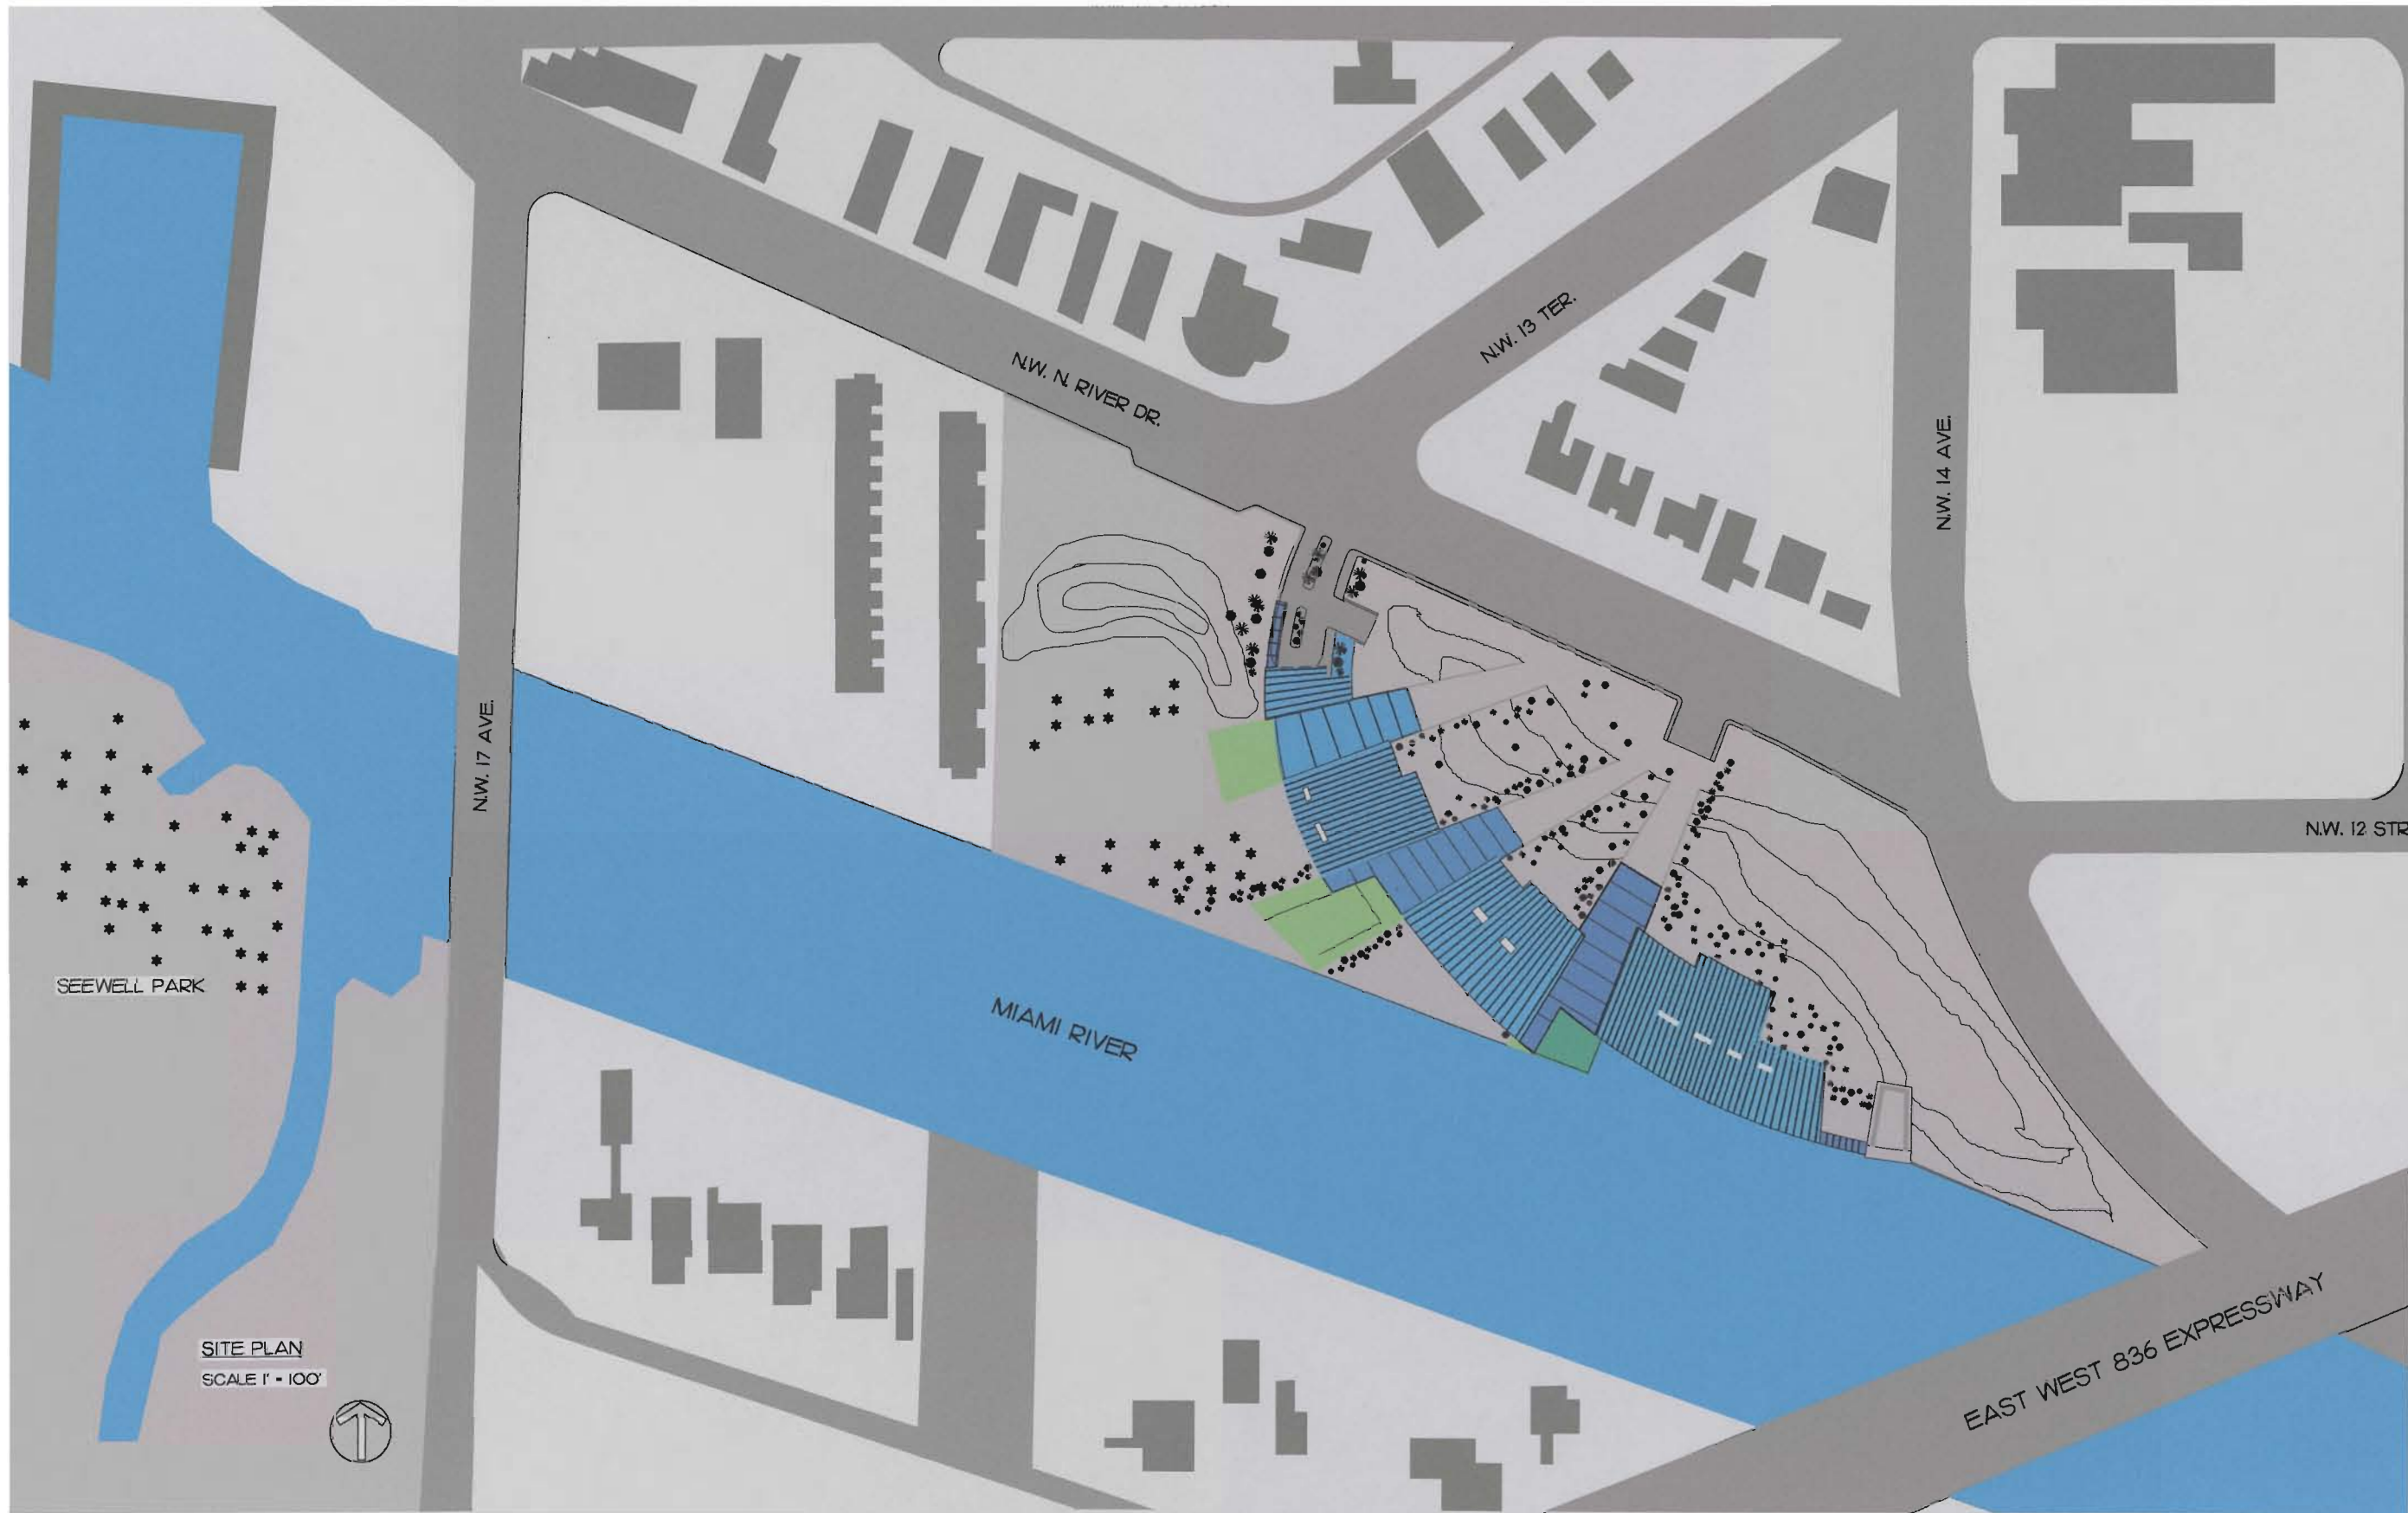 N.W. N. RIVER DR.
N.W. 13 TER.
N.W. 14 AVE.
N.W. 12 STR
N.W. 17 AVE.
SEEWELL PARK
MIAMI RIVER
SITE PLAN
SCALE 1' = 100'
EAST WEST 836 EXPRESSWAY